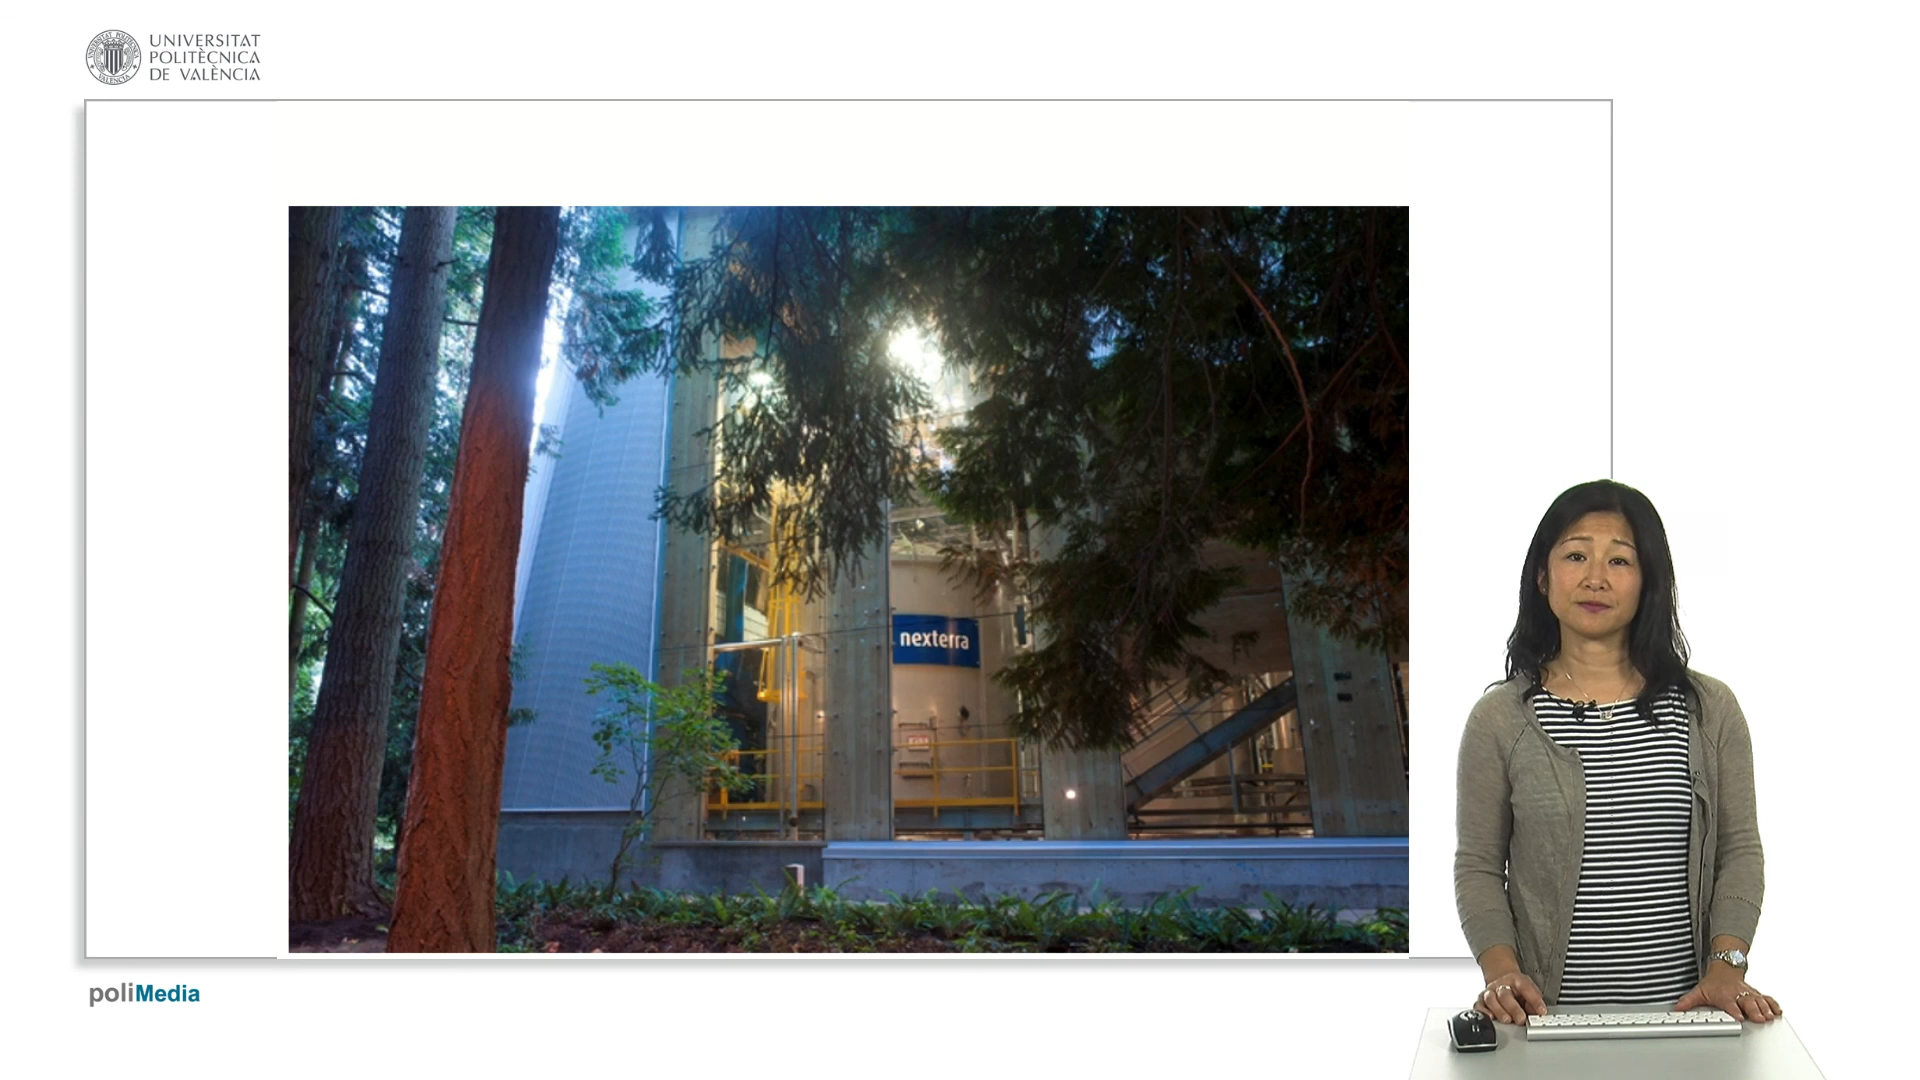 UNIVERSITAT
POLITÈCNICA
DE VALÈNCIA
nexterra
poliMedia